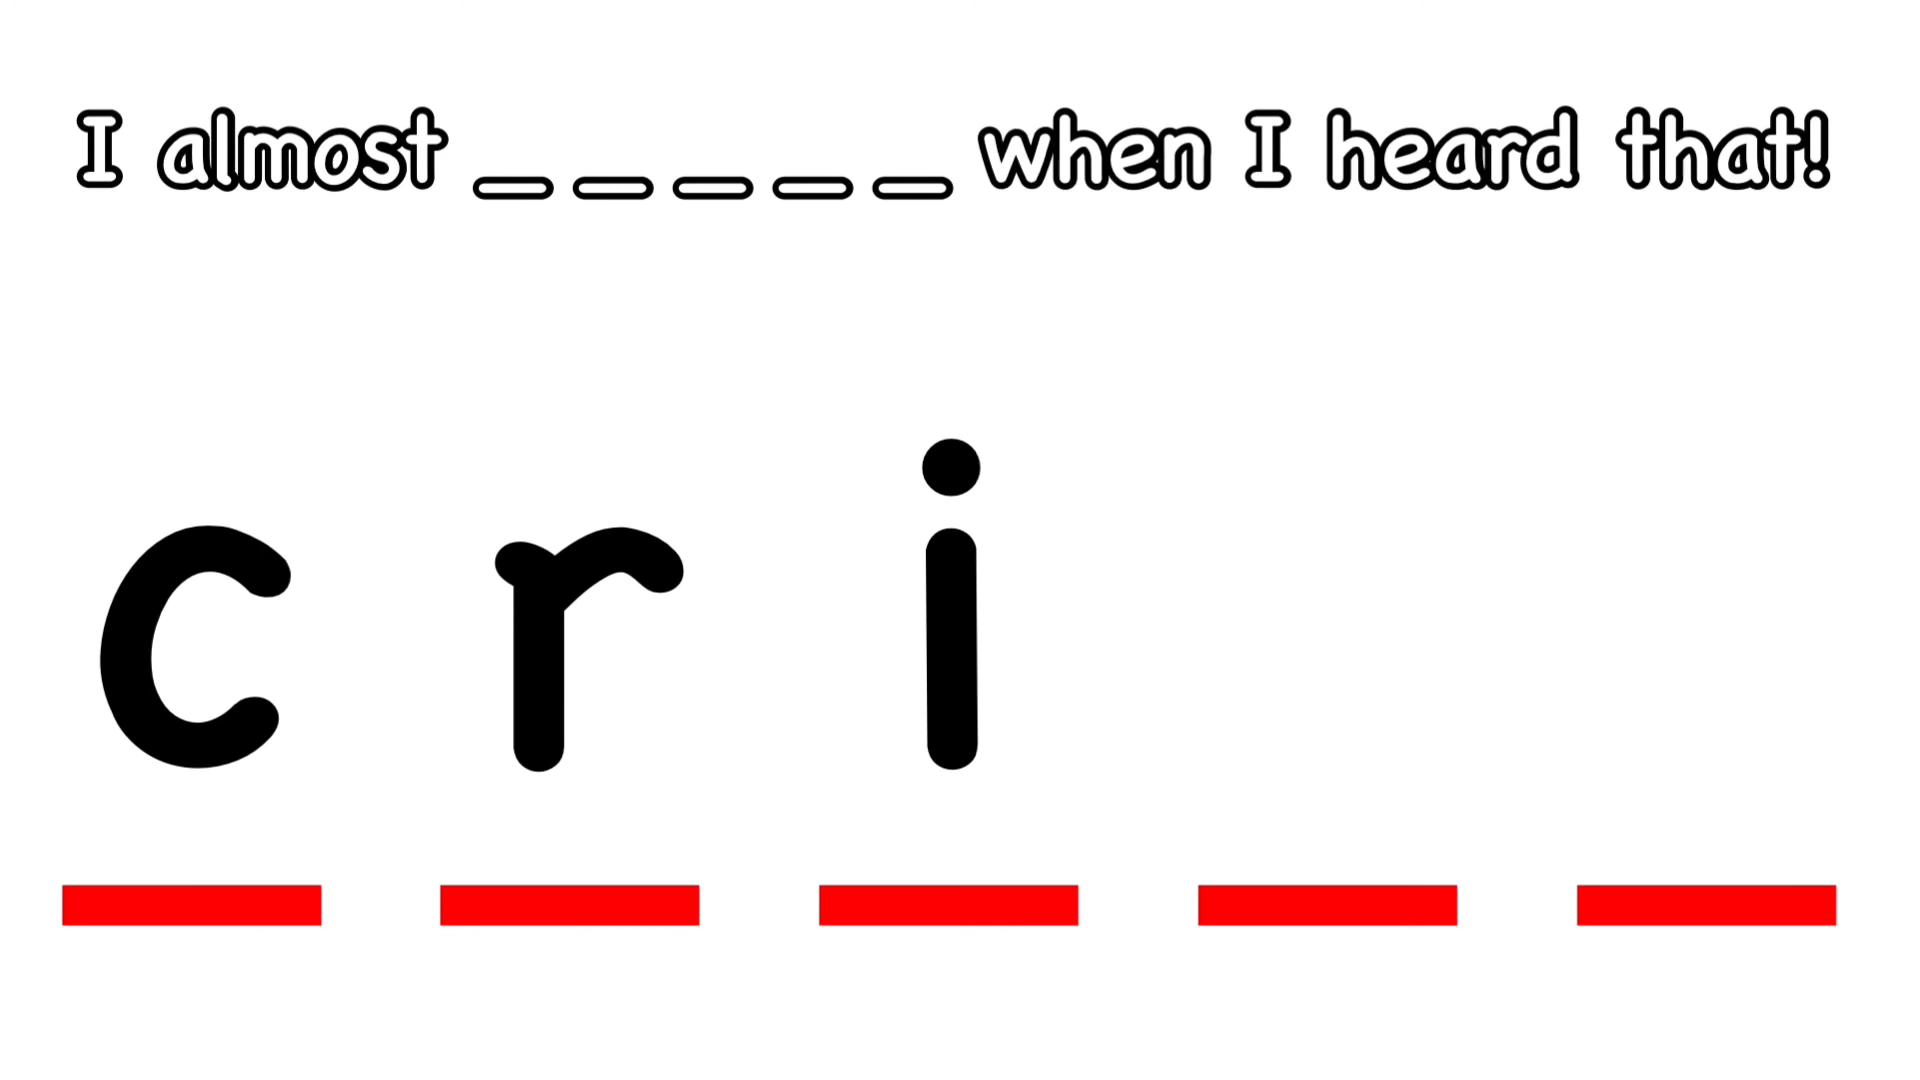 I almost _ _ _ _ _ when I heard that!
c r i _ _